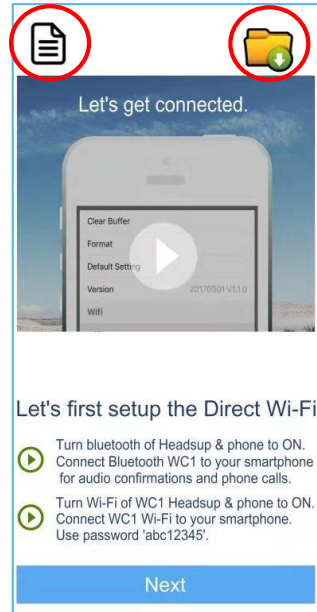 Let's get connected.
Clear Buffer
Format
Default Setting
Version 20170901 V1.1.0
Wifi
Let's first setup the Direct Wi-Fi
Turn bluetooth of Headsup & phone to ON.
Connect Bluetooth WC1 to your smartphone
for audio confirmations and phone calls.
Turn Wi-Fi of WC1 Headsup & phone to ON.
Connect WC1 Wi-Fi to your smartphone.
Use password 'abc12345'.
Next